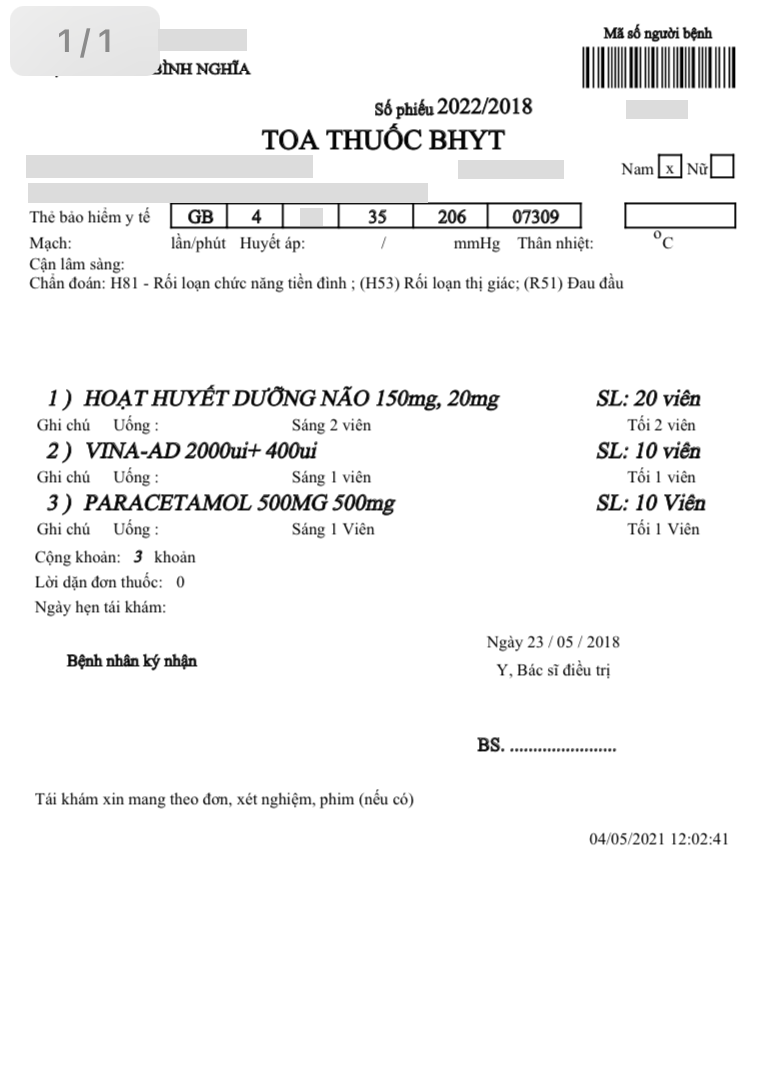 1/1
Mã số người bệnh
BÌNH NGHĨA
Số phiếu 2022/2018
TOA THUỐC BHYT
Nam x Nữ
Thẻ bảo hiểm y tế GB 4 35 206 07309
Mạch: lần/phút Huyết áp: / mmHg Thân nhiệt: °C
Cận lâm sàng:
Chẩn đoán: H81 - Rối loạn chức năng tiền đình ; (H53) Rối loạn thị giác; (R51) Đau đầu
1 ) HOẠT HUYẾT DƯỠNG NÃO 150mg, 20mg SL: 20 viên
Ghi chú Uống : Sáng 2 viên Tối 2 viên
2 ) VINA-AD 2000ui+ 400ui SL: 10 viên
Ghi chú Uống : Sáng 1 viên Tối 1 viên
3 ) PARACETAMOL 500MG 500mg SL: 10 Viên
Ghi chú Uống : Sáng 1 Viên Tối 1 Viên
Cộng khoản: 3 khoản
Lời dặn đơn thuốc: 0
Ngày hẹn tái khám:
Ngày 23 / 05 / 2018
Bệnh nhân ký nhận
Y, Bác sĩ điều trị
BS. .......................
Tái khám xin mang theo đơn, xét nghiệm, phim (nếu có)
04/05/2021 12:02:41